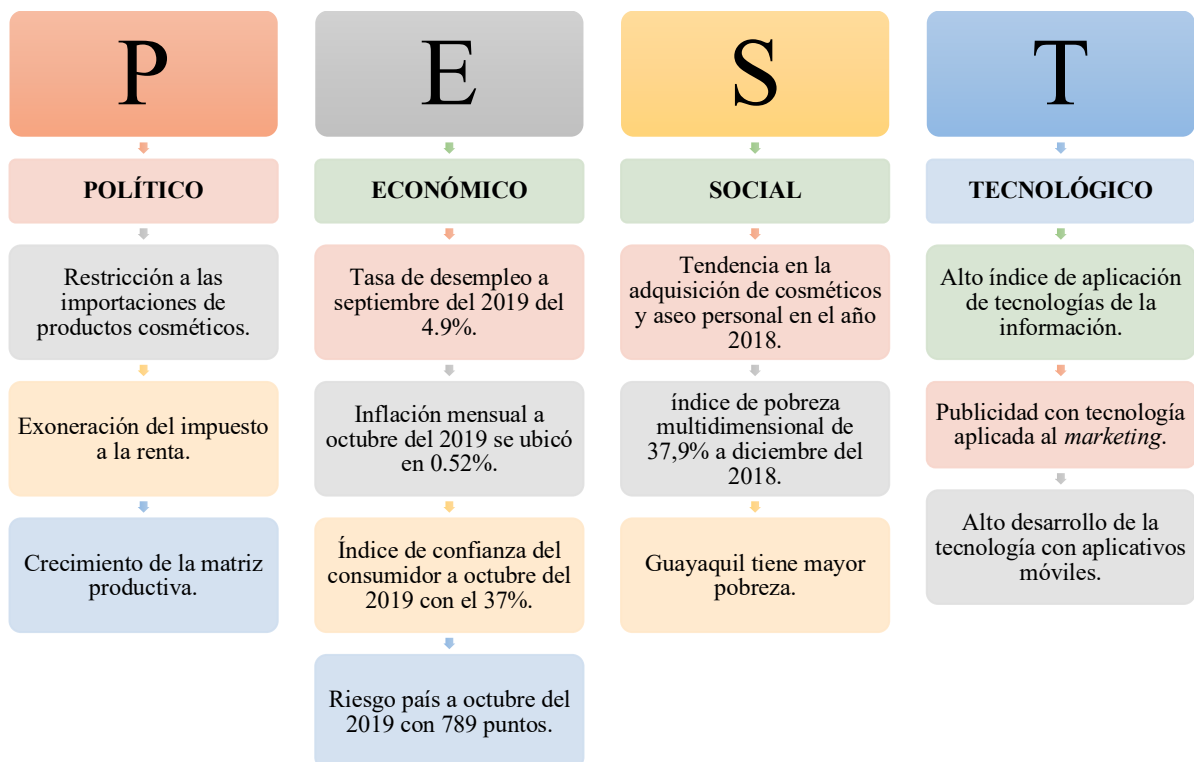 P
POLÍTICO
Restricción a las
importaciones de
productos cosméticos.
Exoneración del impuesto
a la renta.
Crecimiento de la matriz
productiva.
E
ECONÓMICO
Tasa de desempleo a
septiembre del 2019 del
4.9%.
Inflación mensual a
octubre del 2019 se ubicó
en 0.52%.
Índice de confianza del
consumidor a octubre del
2019 con el 37%.
Riesgo país a octubre del
2019 con 789 puntos.
S
SOCIAL
Tendencia en la
adquisición de cosméticos
y aseo personal en el año
2018.
índice de pobreza
multidimensional de
37,9% a diciembre del
2018.
Guayaquil tiene mayor
pobreza.
T
TECNOLÓGICO
Alto índice de aplicación
de tecnologías de la
información.
Publicidad con tecnología
aplicada al marketing.
Alto desarrollo de la
tecnología con aplicativos
móviles.